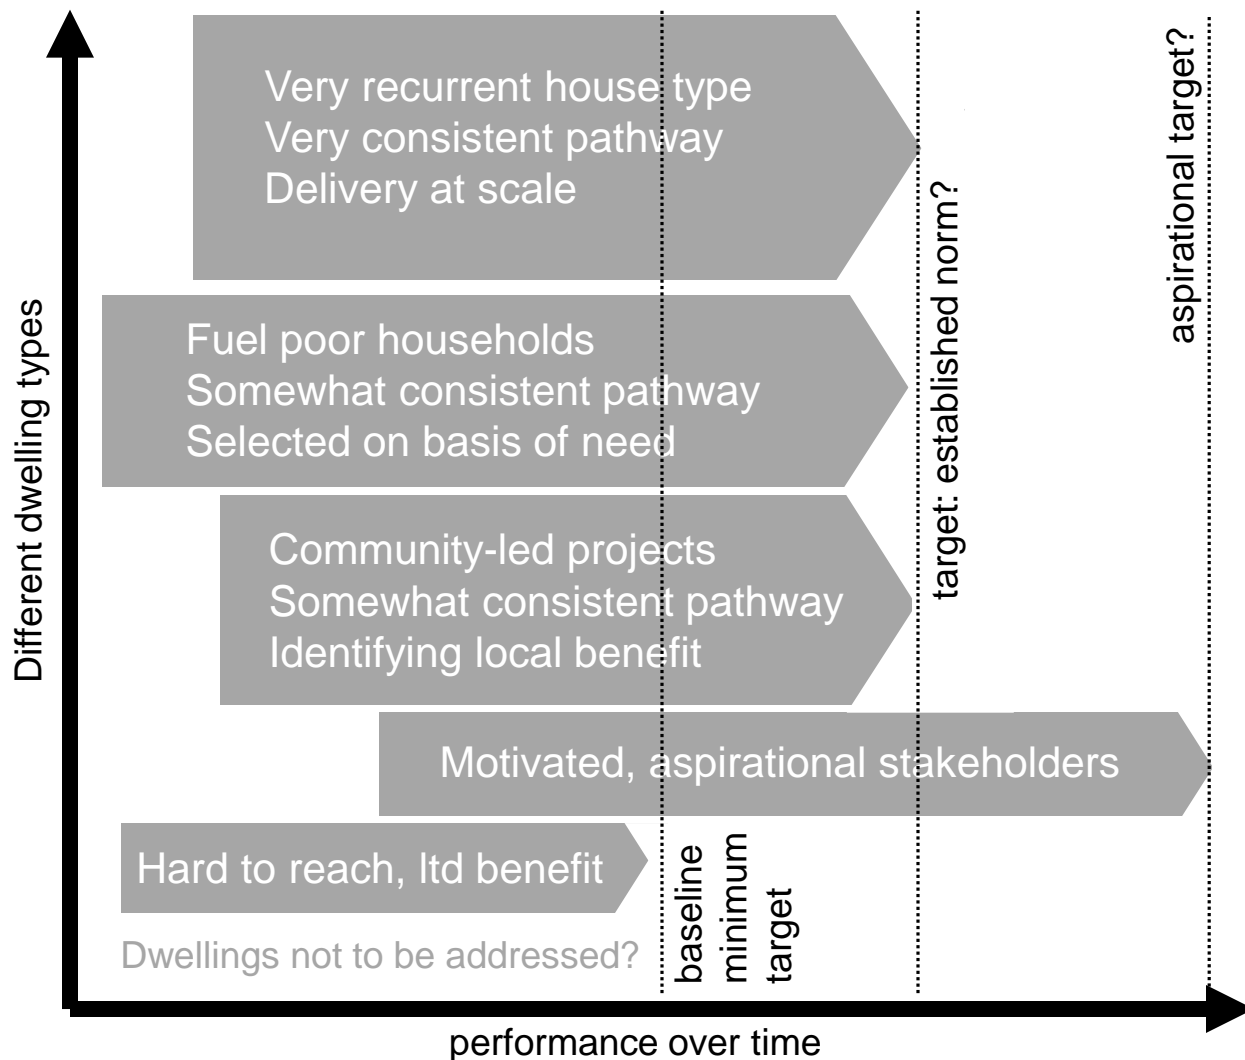 Very recurrent house type
Very consistent pathway
Delivery at scale
Fuel poor households
Somewhat consistent pathway
Selected on basis of need
Community-led projects
Somewhat consistent pathway
Identifying local benefit
Motivated, aspirational stakeholders
Hard to reach, ltd benefit
Dwellings not to be addressed?
baseline
minimum
target
target: established norm?
aspirational target?
Different dwelling types
performance over time